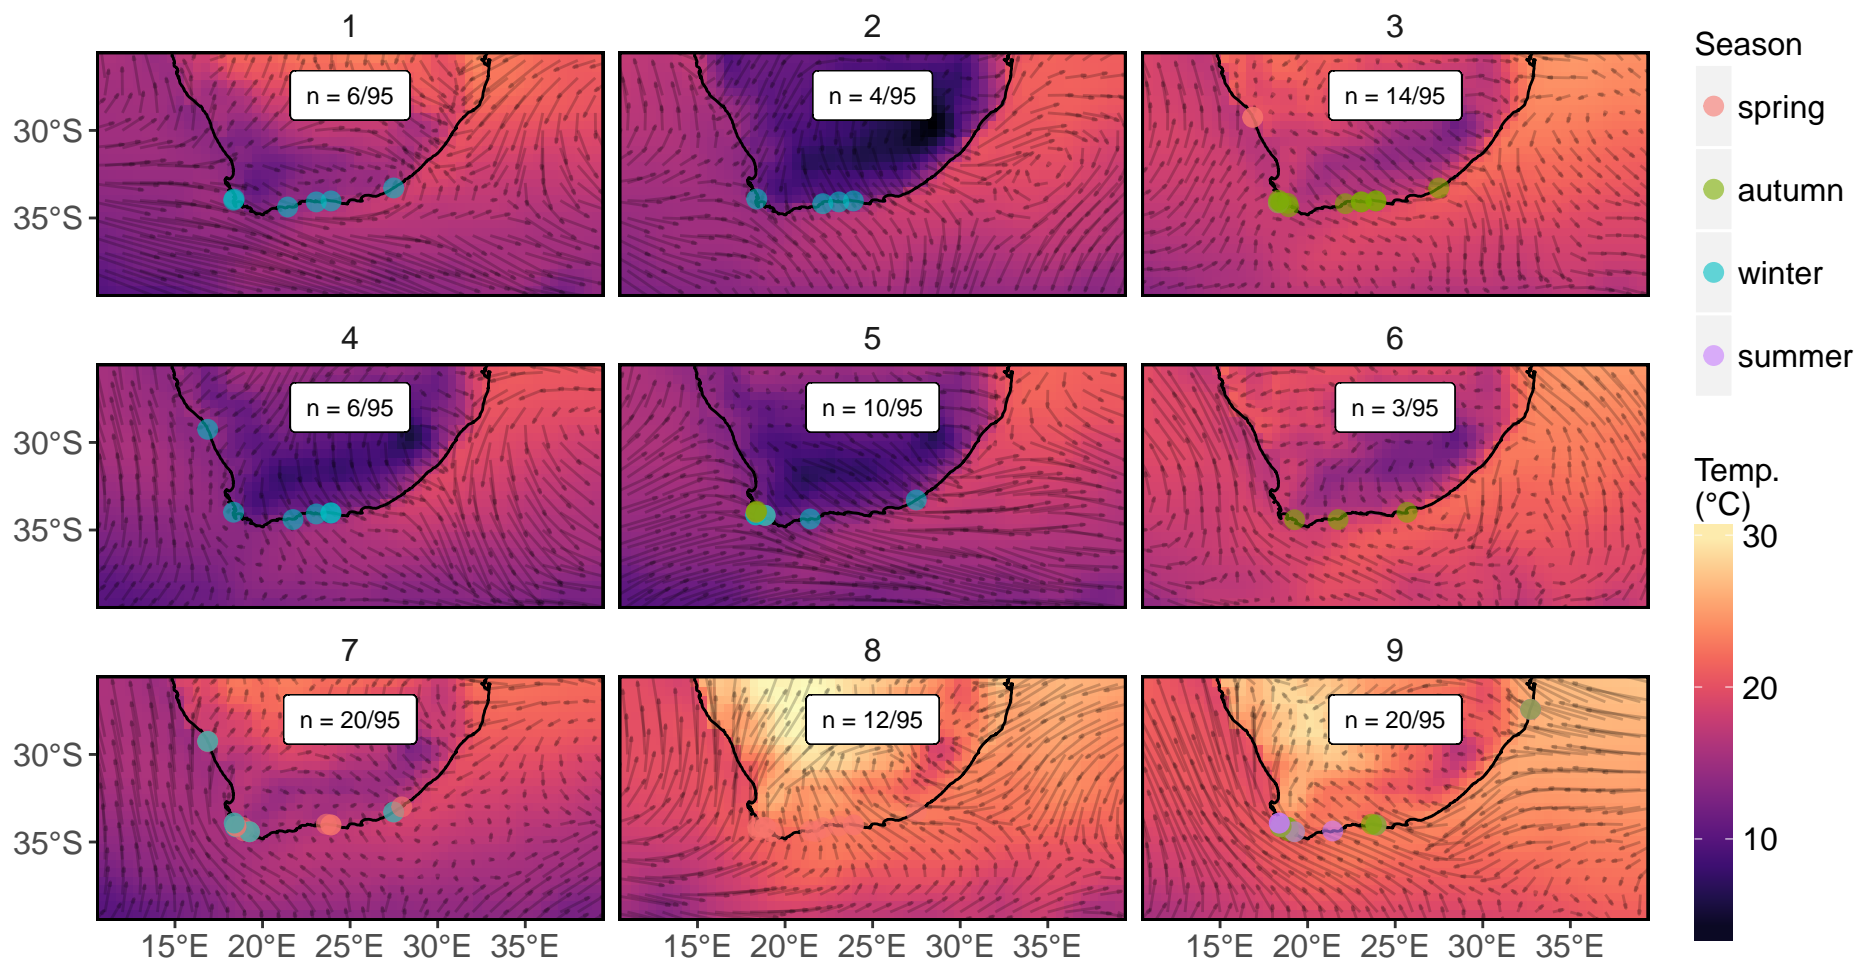 1
2
3
n = 6/95
n = 4/95
n = 14/95
30°S
35°S
4
5
6
n = 6/95
n = 10/95
n = 3/95
30°S
35°S
7
8
9
n = 20/95
n = 12/95
n = 20/95
30°S
35°S
15°E 20°E 25°E 30°E 35°E
15°E 20°E 25°E 30°E 35°E
15°E 20°E 25°E 30°E 35°E
Season
spring
autumn
winter
summer
Temp.
(°C)
30
20
10